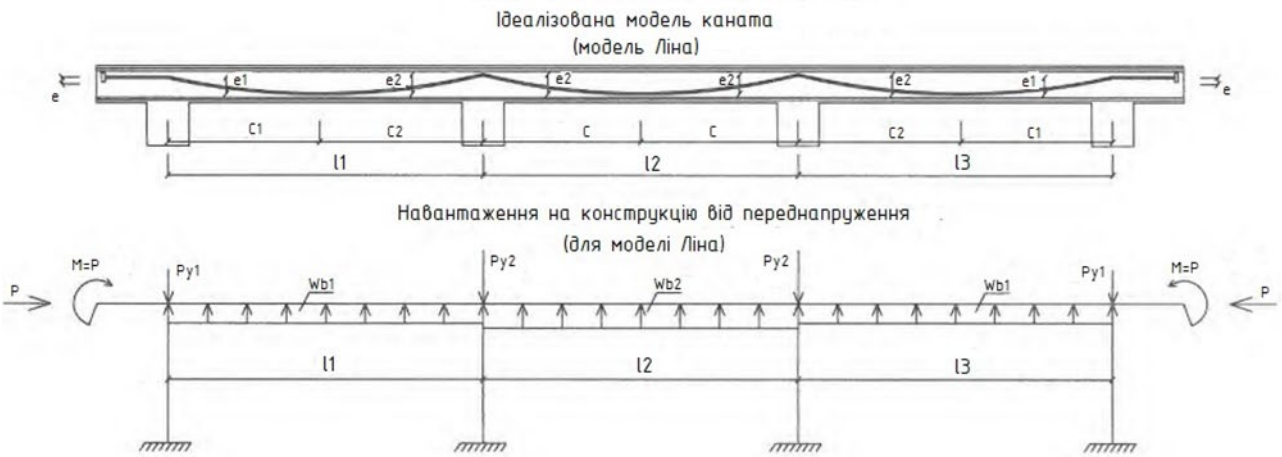 Ідеалізована модель каната
(модель Ліна)
e e1 e2 e2 e2 e2 e1 e
C1 C2 C C C2 C1
l1 l2 l3
Навантаження на конструкцію від переднапруження
(для моделі Ліна)
P M=P Py1 Wb1 Py2 Wb2 Py2 Wb1 Py1 M=P P
l1 l2 l3